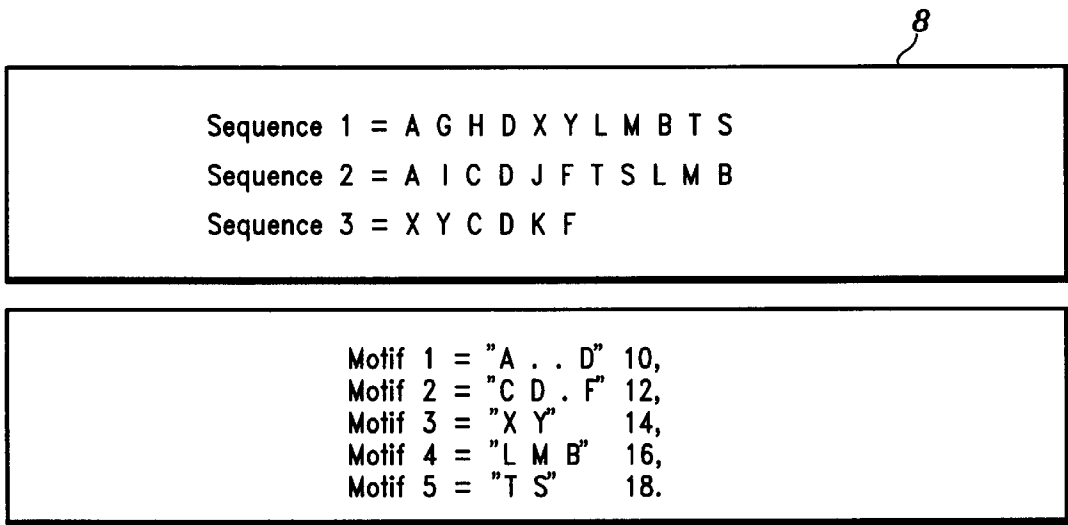 8
Sequence 1 = A G H D X Y L M B T S
Sequence 2 = A I C D J F T S L M B
Sequence 3 = X Y C D K F
Motif 1 = "A . . D" 10,
Motif 2 = "C D . F" 12,
Motif 3 = "X Y" 14,
Motif 4 = "L M B" 16,
Motif 5 = "T S" 18.